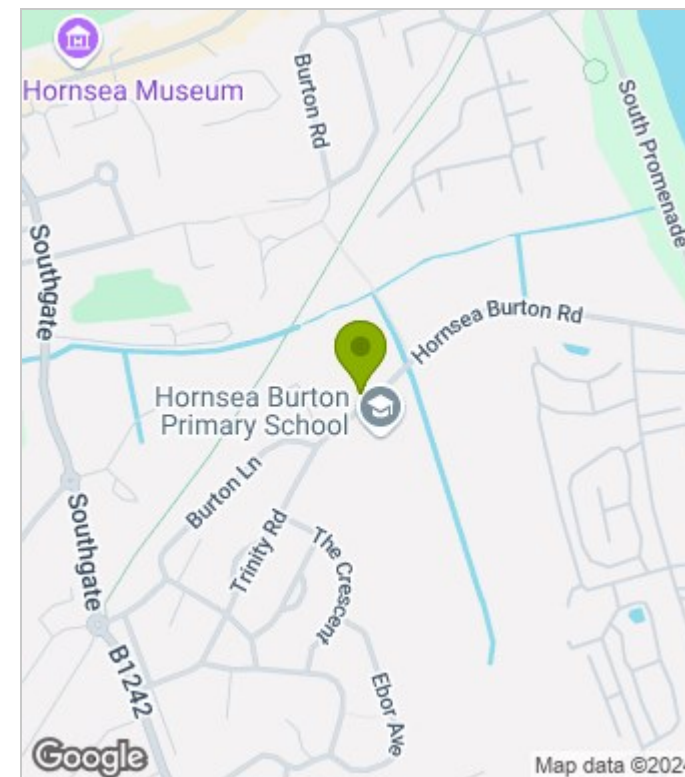 Hornsea Museum
Burton Rd
South Promenade
Southgate
Hornsea Burton Rd
Hornsea Burton
Primary School
Burton Ln
Southgate
Trinity Rd
The Crescent
B1242
Ebor Ave
Google
Map data ©2024